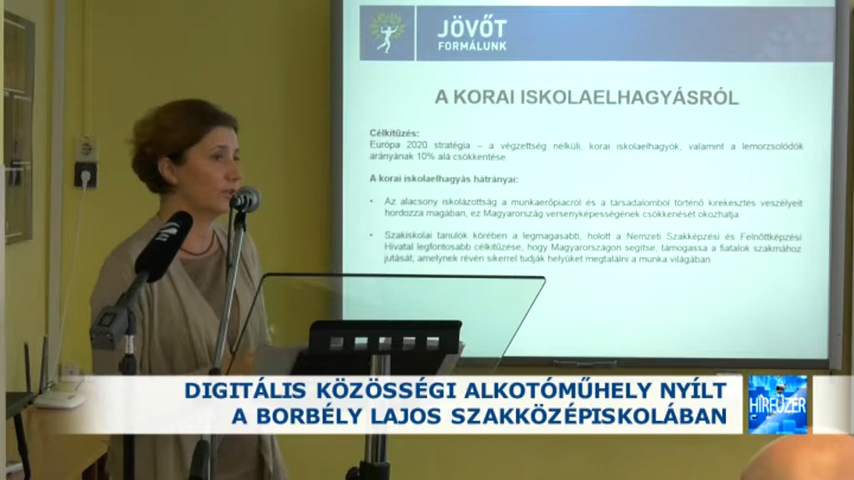 JÖVŐT
FORMÁLUNK
A KORAI ISKOLAELHAGYÁSRÓL
Célkitűzés:
Európa 2020 stratégia – a végzettség nélküli, korai iskolaelhagyók, valamint a lemorzsolódók
arányának 10% alá csökkentése.
A korai iskolaelhagyás hátrányai:
• Az alacsony iskolázottság a munkaerőpiacról és a társadalomból történő kirekesztés veszélyeit
hordozza magában, ez Magyarország versenyképességének csökkenését okozhatja.
• Szakiskolai tanulók körében a legmagasabb, holott a Nemzeti Szakképzési és Felnőttképzési
Hivatal legfontosabb célkitűzése, hogy Magyarországon segítse, támogassa a fiatalok szakmához
jutását, amelynek révén sikerrel tudják helyüket megtalálni a munka világában.
DIGITÁLIS KÖZÖSSÉGI ALKOTÓMŰHELY NYÍLT
A BORBÉLY LAJOS SZAKKÖZÉPISKOLÁBAN
HÍRFÜZÉR